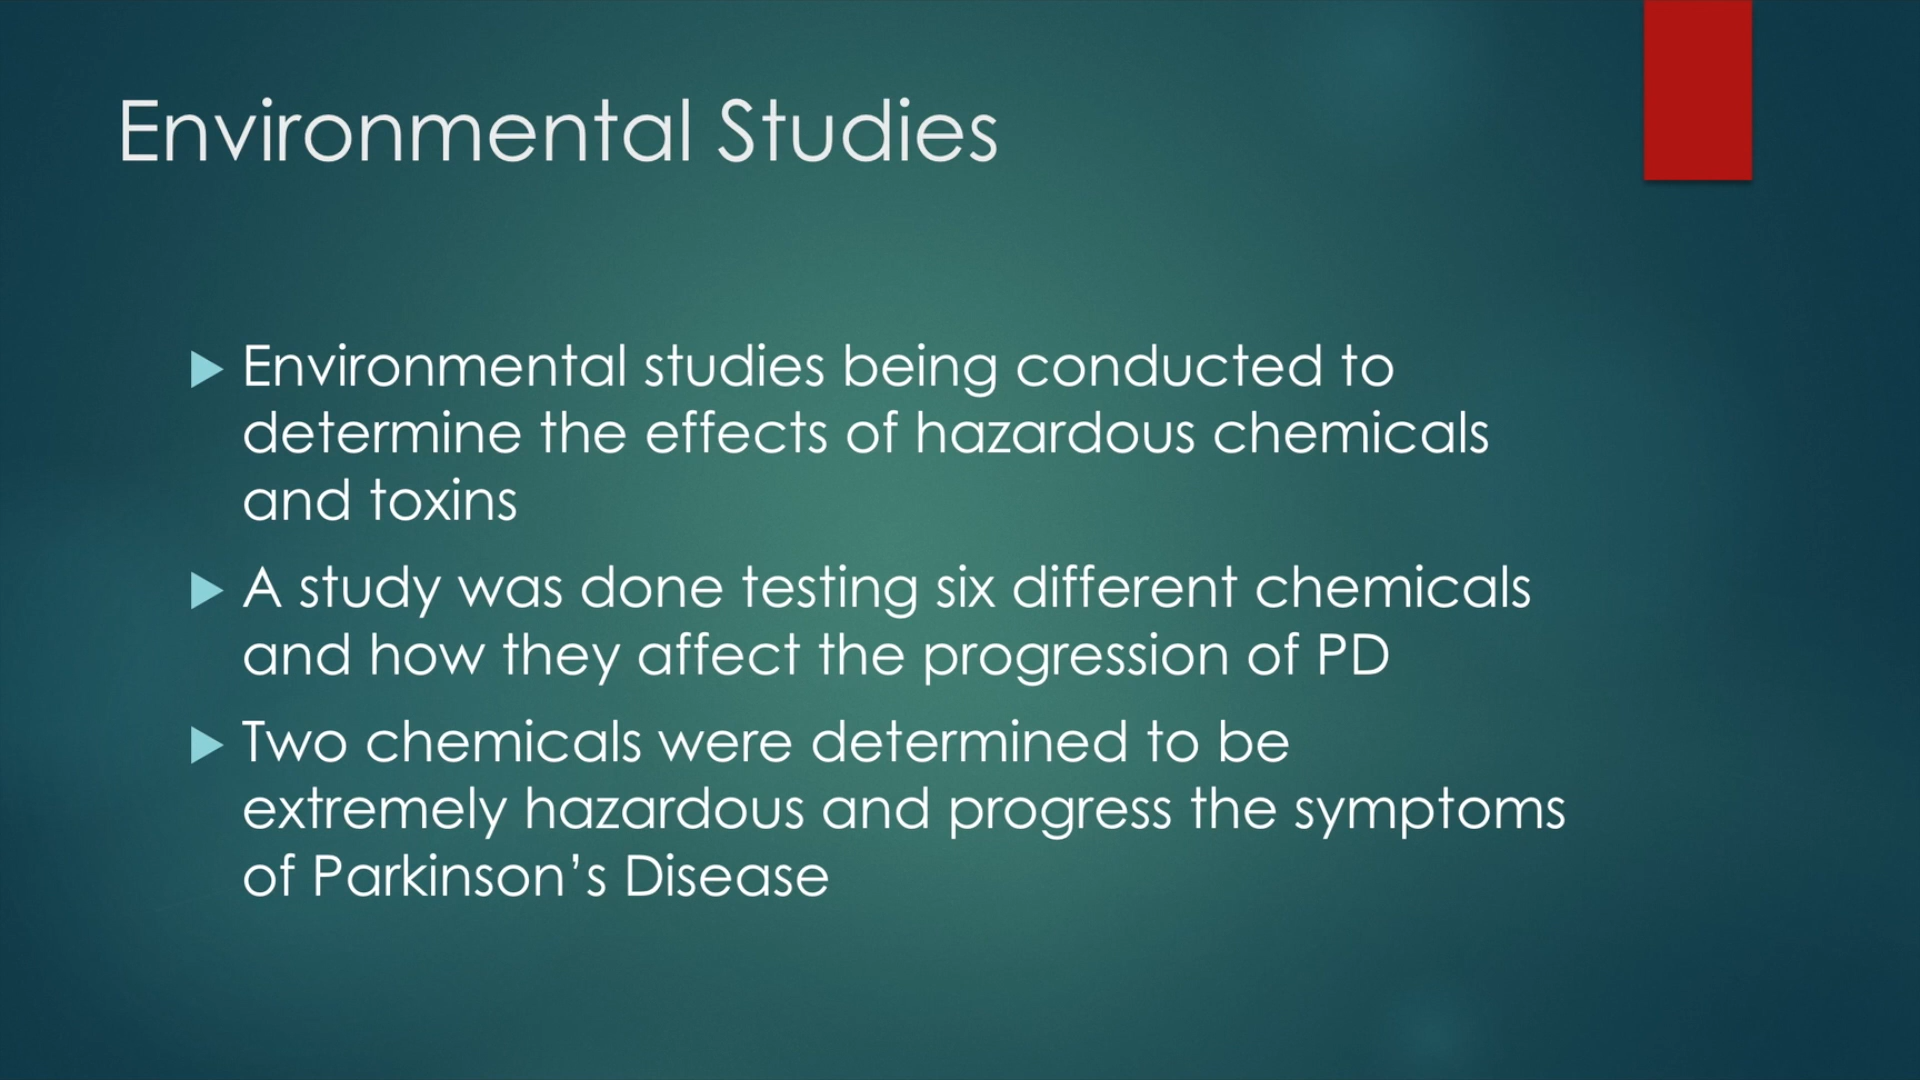 Environmental Studies
Environmental studies being conducted to
determine the effects of hazardous chemicals
and toxins
A study was done testing six different chemicals
and how they affect the progression of PD
Two chemicals were determined to be
extremely hazardous and progress the symptoms
of Parkinson’s Disease